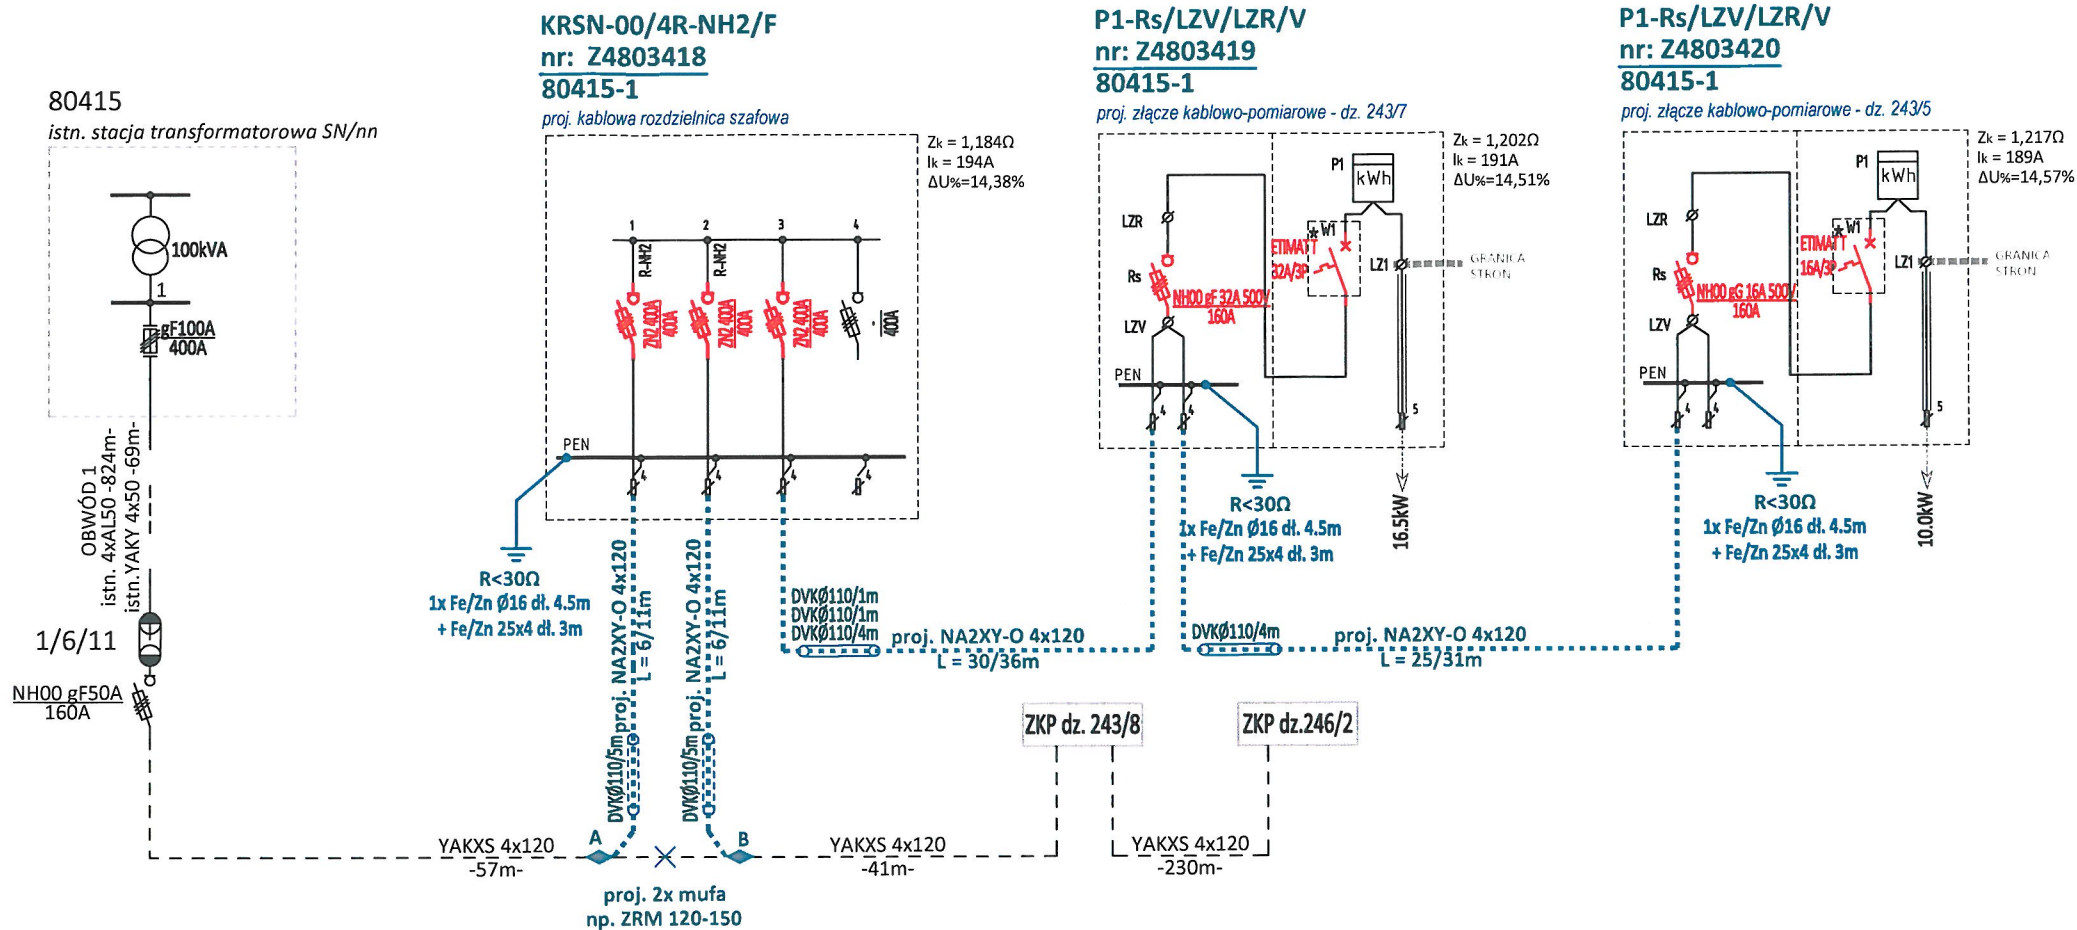 80415
istn. stacja transformatorowa SN/nn
100kVA
1
gF100A
400A
OBWÓD 1
istn. 4xAL50 -824m-
istn.YAKY 4x50 -69m-
1/6/11
NH00 gF50A
160A
KRSN-00/4R-NH2/F
nr: Z4803418
80415-1
proj. kablowa rozdzielnica szafowa
Zk = 1,184Ω
Ik = 194A
ΔU%=14,38%
1
2
3
4
R-NH2
R-NH2
ZN2 400A
400A
ZN2 400A
400A
ZN2 400A
400A
-
400A
PEN
4
4
4
4
R<30Ω
1x Fe/Zn Ø16 dł. 4.5m
+ Fe/Zn 25x4 dł. 3m
DVKØ110/5m proj. NA2XY-O 4x120
L = 6/11m
DVKØ110/5m proj. NA2XY-O 4x120
L = 6/11m
DVKØ110/1m
DVKØ110/1m
DVKØ110/4m
proj. NA2XY-O 4x120
L = 30/36m
P1-Rs/LZV/LZR/V
nr: Z4803419
80415-1
proj. złącze kablowo-pomiarowe - dz. 243/7
Zk = 1,202Ω
Ik = 191A
ΔU%=14,51%
P1
kWh
LZR
* W1
ETIMAT T
32A/3P
LZ1
GRANICA
STRON
Rs
NH00 gF 32A 500V
160A
LZV
PEN
4
4
5
R<30Ω
1x Fe/Zn Ø16 dł. 4.5m
+ Fe/Zn 25x4 dł. 3m
16.5kW
DVKØ110/4m
proj. NA2XY-O 4x120
L = 25/31m
P1-Rs/LZV/LZR/V
nr: Z4803420
80415-1
proj. złącze kablowo-pomiarowe - dz. 243/5
Zk = 1,217Ω
Ik = 189A
ΔU%=14,57%
P1
kWh
LZR
* W1
ETIMAT T
16A/3P
LZ1
GRANICA
STRON
Rs
NH00 gG 16A 500V
160A
LZV
PEN
4
4
5
R<30Ω
1x Fe/Zn Ø16 dł. 4.5m
+ Fe/Zn 25x4 dł. 3m
10.0kW
ZKP dz. 243/8
ZKP dz.246/2
YAKXS 4x120
-57m-
A
B
YAKXS 4x120
-41m-
YAKXS 4x120
-230m-
proj. 2x mufa
np. ZRM 120-150